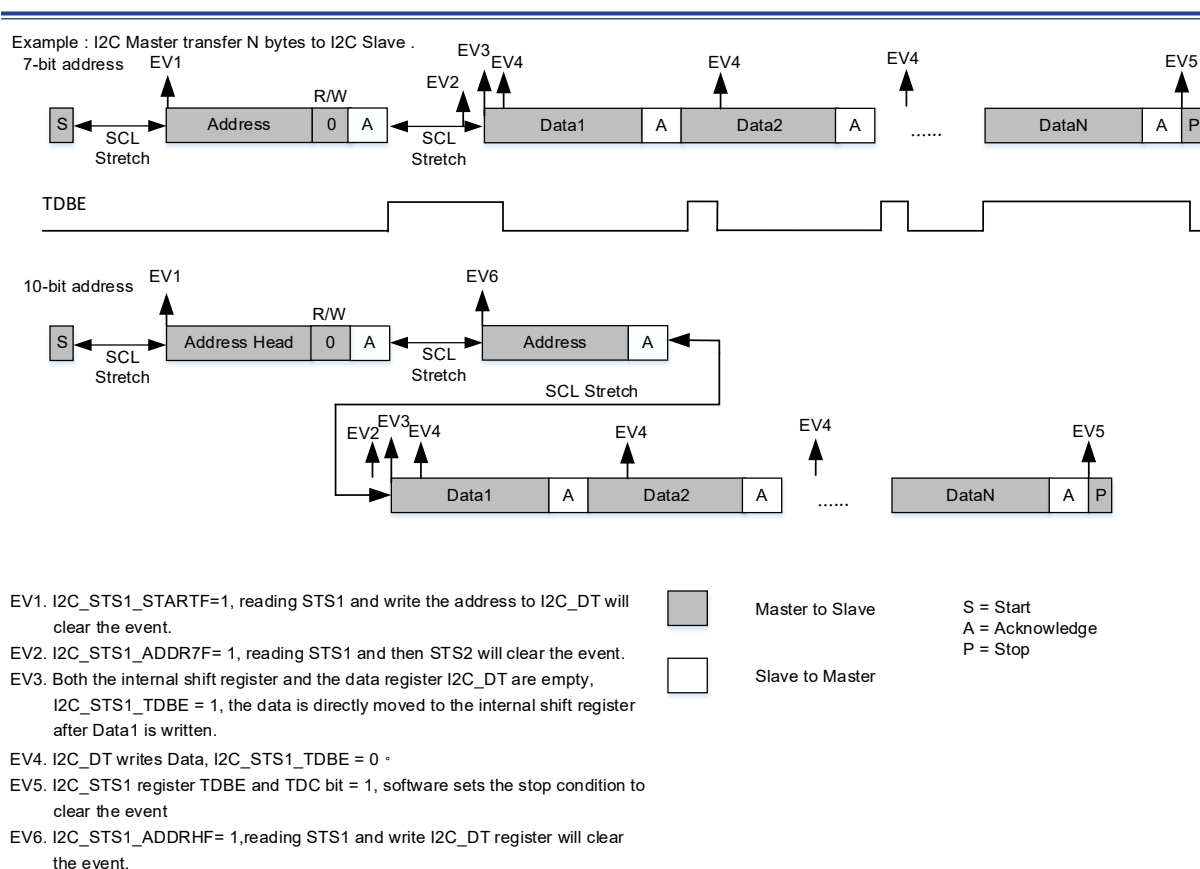 Example : I2C Master transfer N bytes to I2C Slave .
7-bit address
EV1
EV2
EV3
EV4
EV4
EV4
EV5
R/W
S
Address
0
A
Data1
A
Data2
A
......
DataN
A
P
SCL
Stretch
SCL
Stretch
TDBE
10-bit address
EV1
EV6
R/W
S
Address Head
0
A
Address
A
SCL
Stretch
SCL
Stretch
SCL Stretch
EV2
EV3
EV4
EV4
EV4
EV5
Data1
A
Data2
A
......
DataN
A
P
EV1. I2C_STS1_STARTF=1, reading STS1 and write the address to I2C_DT will
clear the event.
EV2. I2C_STS1_ADDR7F= 1, reading STS1 and then STS2 will clear the event.
EV3. Both the internal shift register and the data register I2C_DT are empty,
I2C_STS1_TDBE = 1, the data is directly moved to the internal shift register
after Data1 is written.
EV4. I2C_DT writes Data, I2C_STS1_TDBE = 0。
EV5. I2C_STS1 register TDBE and TDC bit = 1, software sets the stop condition to
clear the event
EV6. I2C_STS1_ADDRHF= 1,reading STS1 and write I2C_DT register will clear
the event.
Master to Slave
Slave to Master
S = Start
A = Acknowledge
P = Stop